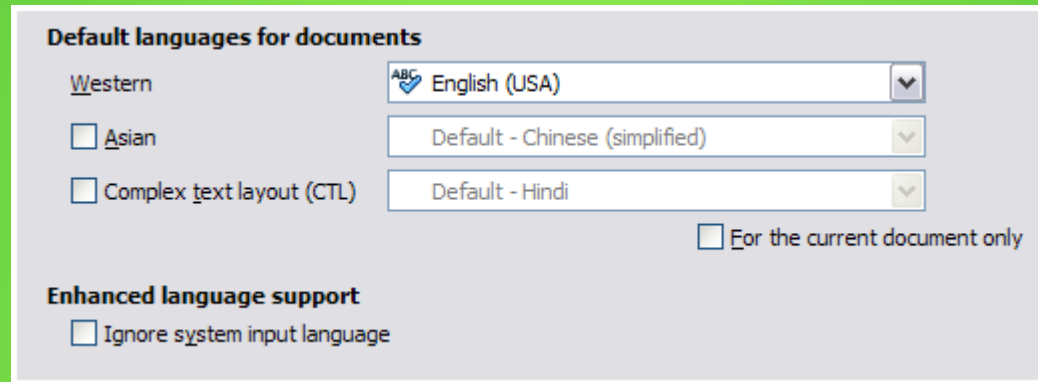 Default languages for documents
Western ABC English (USA)
Asian Default - Chinese (simplified)
Complex text layout (CTL) Default - Hindi
For the current document only
Enhanced language support
Ignore system input language